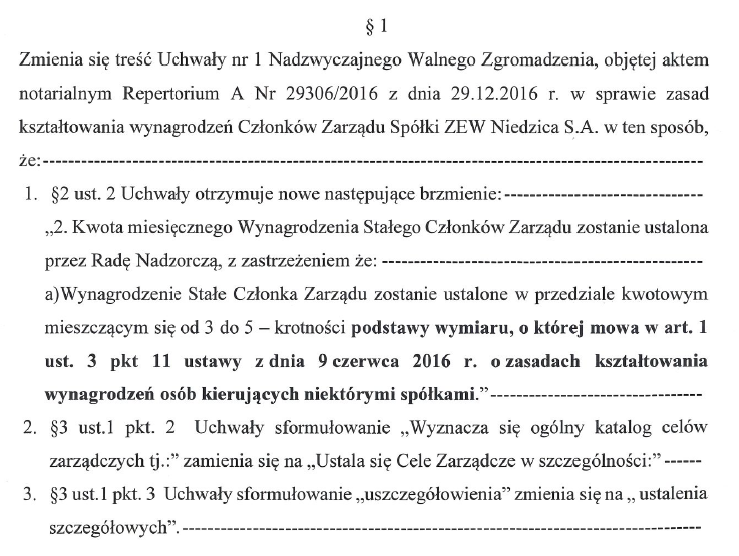 § 1
Zmienia się treść Uchwały nr 1 Nadzwyczajnego Walnego Zgromadzenia, objętej aktem
notarialnym Repertorium A Nr 29306/2016 z dnia 29.12.2016 r. w sprawie zasad
kształtowania wynagrodzeń Członków Zarządu Spółki ZEW Niedzica S.A. w ten sposób,
że:-----------------------------------------------------------------------------------------------
1. §2 ust. 2 Uchwały otrzymuje nowe następujące brzmienie:-------------------------------
„2. Kwota miesięcznego Wynagrodzenia Stałego Członków Zarządu zostanie ustalona
przez Radę Nadzorczą, z zastrzeżeniem że: --------------------------------------------------
a)Wynagrodzenie Stałe Członka Zarządu zostanie ustalone w przedziale kwotowym
mieszczącym się od 3 do 5 – krotności podstawy wymiaru, o której mowa w art. 1
ust. 3 pkt 11 ustawy z dnia 9 czerwca 2016 r. o zasadach kształtowania
wynagrodzeń osób kierujących niektórymi spółkami.”---------------------------------
2. §3 ust.1 pkt. 2 Uchwały sformułowanie „Wyznacza się ogólny katalog celów
zarządczych tj.:” zamienia się na „Ustala się Cele Zarządcze w szczególności:” ------
3. §3 ust.1 pkt. 3 Uchwały sformułowanie „uszczegółowienia” zmienia się na „ ustalenia
szczegółowych”.---------------------------------------------------------------------------------